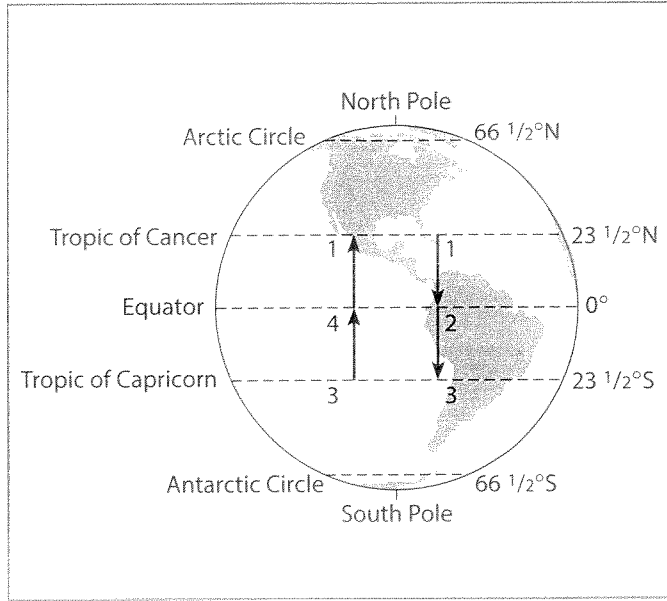 North Pole
Arctic Circle 66 1/2°N
Tropic of Cancer 23 1/2°N
1 1
Equator 0°
4 2
Tropic of Capricorn 23 1/2°S
3 3
Antarctic Circle 66 1/2°S
South Pole